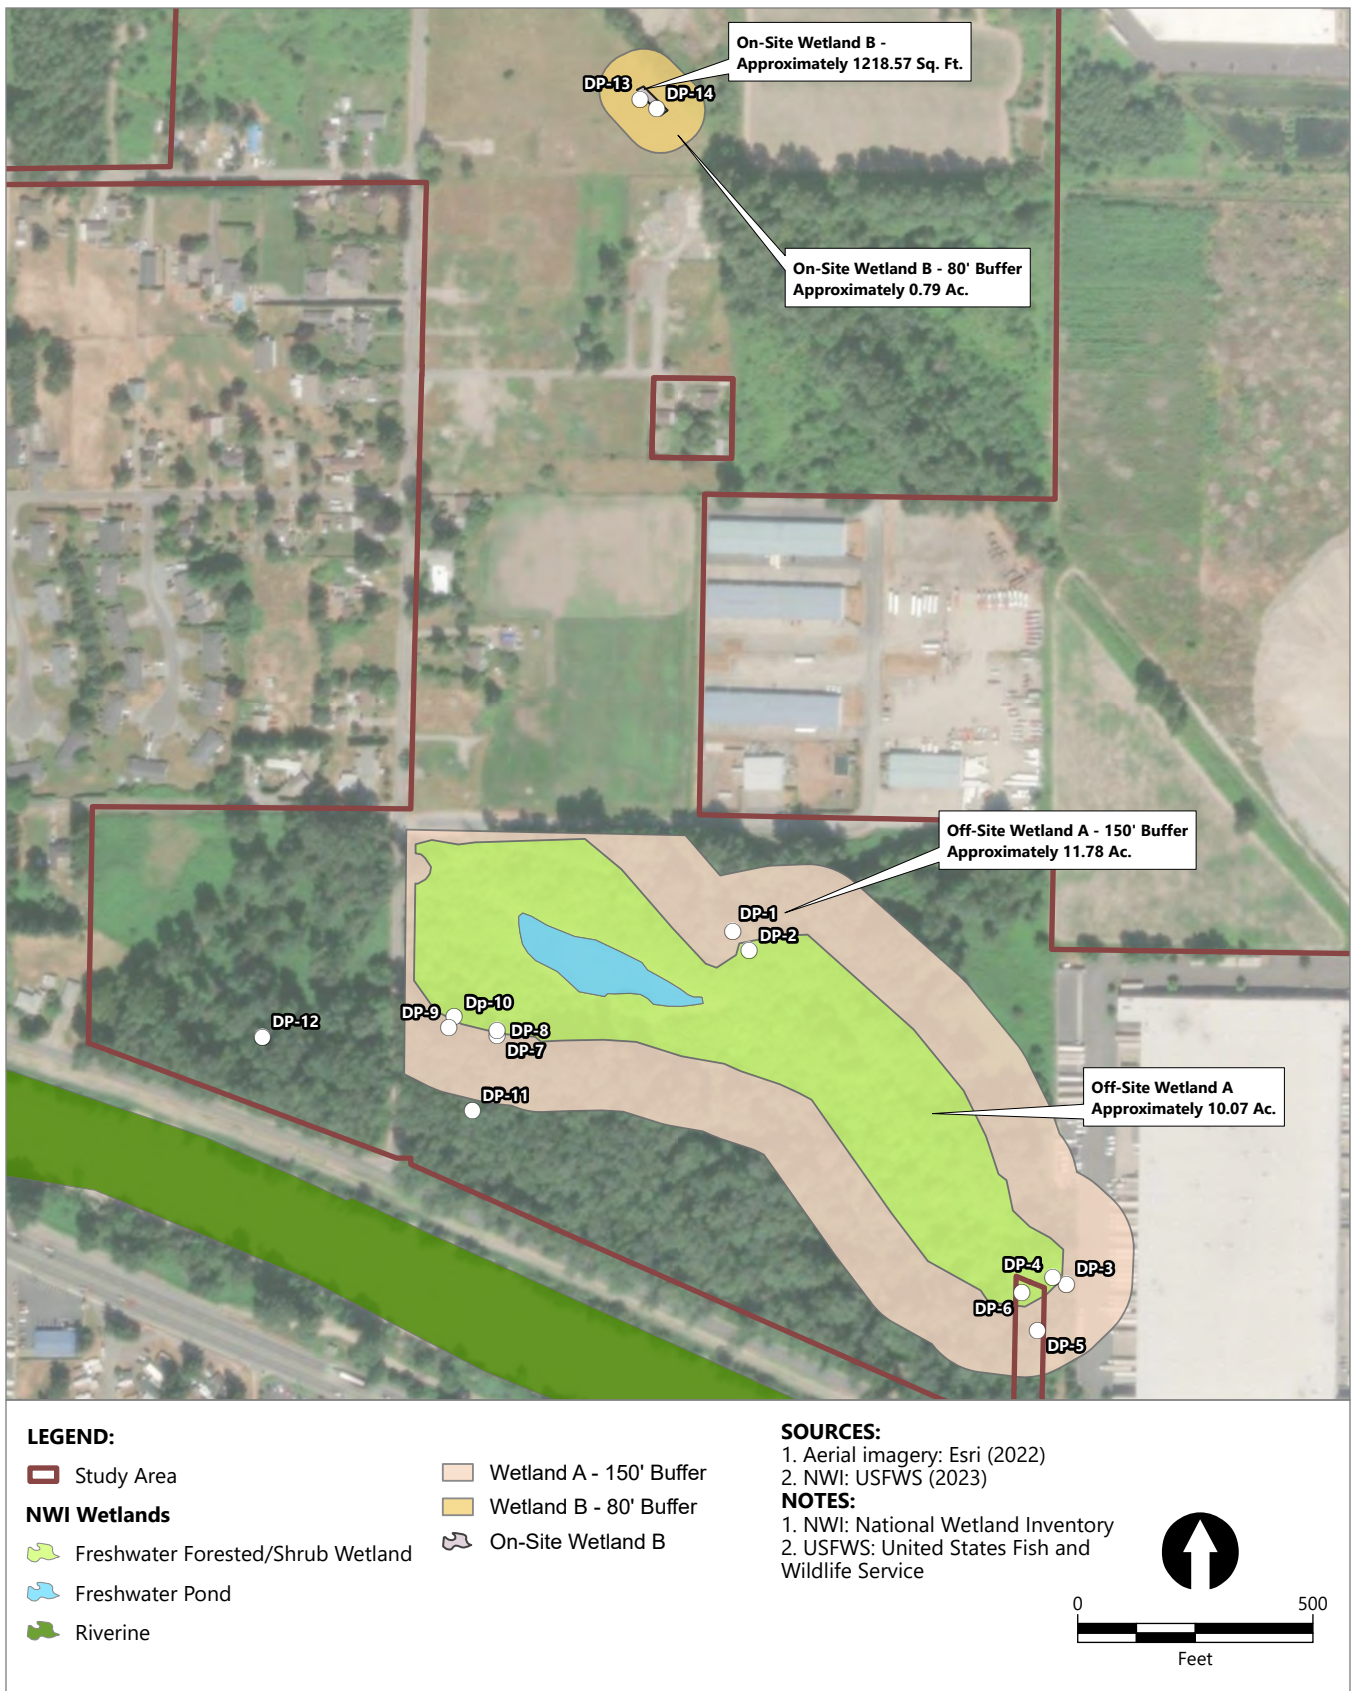 On-Site Wetland B -
Approximately 1218.57 Sq. Ft.
DP-13
DP-14
On-Site Wetland B - 80' Buffer
Approximately 0.79 Ac.
Off-Site Wetland A - 150' Buffer
Approximately 11.78 Ac.
DP-1
DP-2
Dp-10
DP-9
DP-8
DP-7
DP-12
DP-11
Off-Site Wetland A
Approximately 10.07 Ac.
DP-4
DP-3
DP-6
DP-5
LEGEND:
Study Area
NWI Wetlands
Freshwater Forested/Shrub Wetland
Freshwater Pond
Riverine
Wetland A - 150' Buffer
Wetland B - 80' Buffer
On-Site Wetland B
SOURCES:
1. Aerial imagery: Esri (2022)
2. NWI: USFWS (2023)
NOTES:
1. NWI: National Wetland Inventory
2. USFWS: United States Fish and
Wildlife Service
0 500
Feet